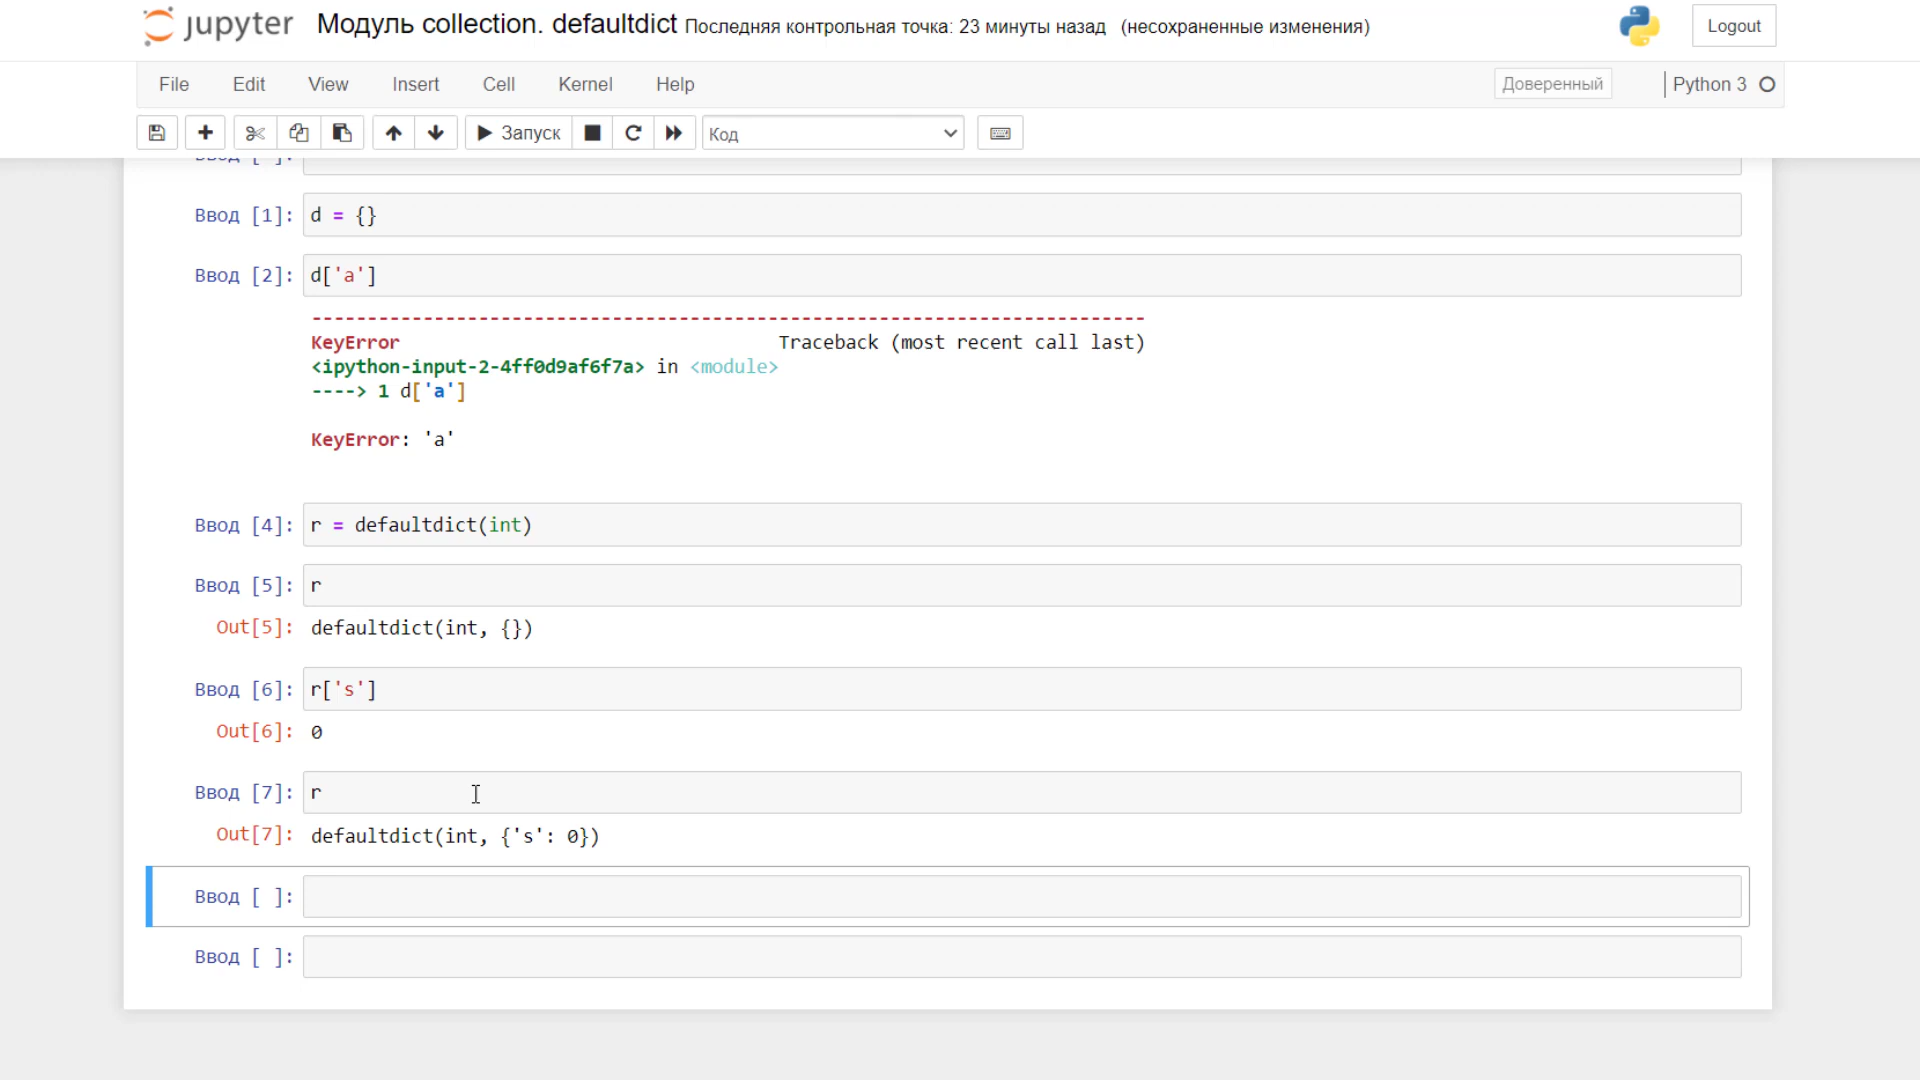 jupyter Модуль collection. defaultdict Последняя контрольная точка: 23 минуты назад (несохраненные изменения) Logout
File Edit View Insert Cell Kernel Help Доверенный Python 3
Запуск Код
Ввод [ ]:
Ввод [1]: d = {}
Ввод [2]: d['a']
---------------------------------------------------------------------------
KeyError Traceback (most recent call last)
<ipython-input-2-4ff0d9af6f7a> in <module>
----> 1 d['a']
KeyError: 'a'
Ввод [4]: r = defaultdict(int)
Ввод [5]: r
Out[5]: defaultdict(int, {})
Ввод [6]: r['s']
Out[6]: 0
Ввод [7]: r
Out[7]: defaultdict(int, {'s': 0})
Ввод [ ]:
Ввод [ ]: